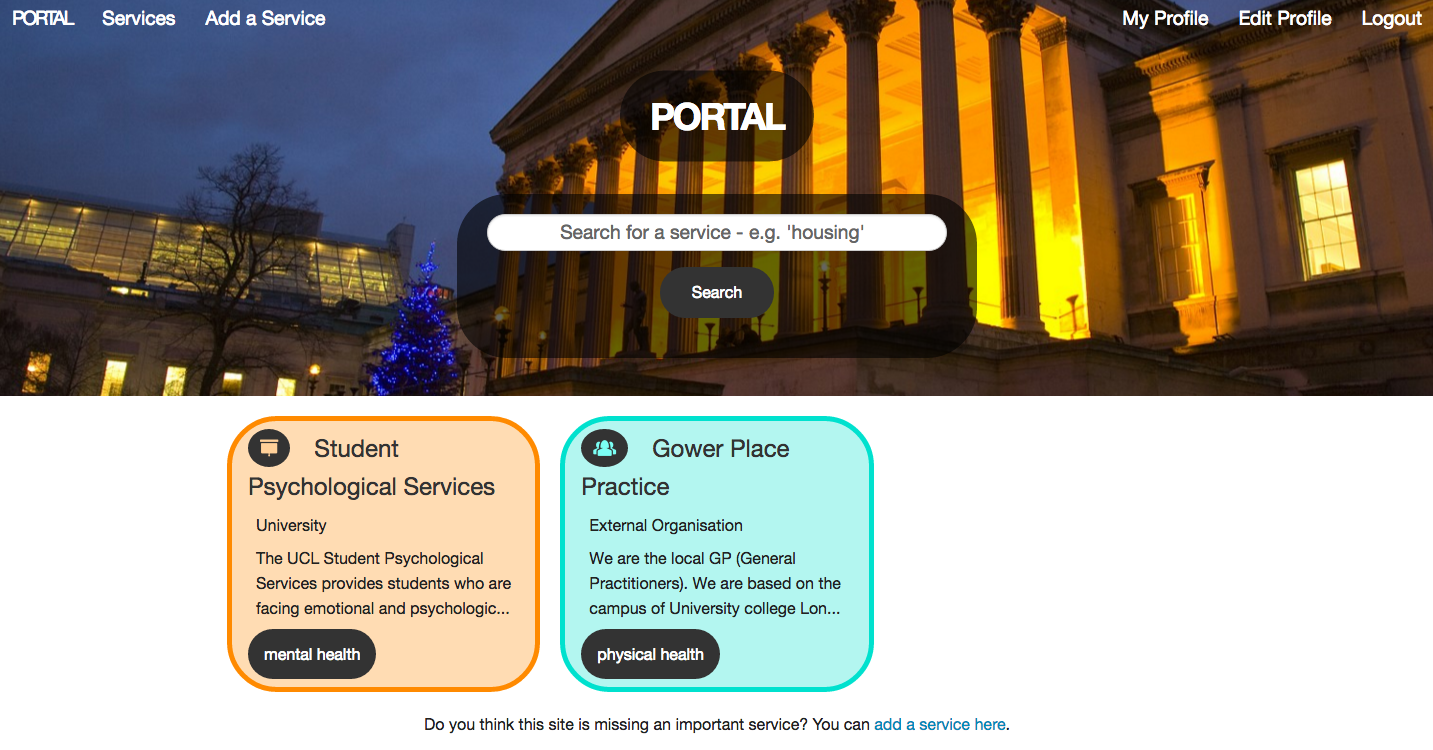 PORTAL Services Add a Service My Profile Edit Profile Logout
PORTAL
Search for a service - e.g. 'housing'
Search
Student
Psychological Services
University
The UCL Student Psychological
Services provides students who are
facing emotional and psychologic...
mental health
Gower Place
Practice
External Organisation
We are the local GP (General
Practitioners). We are based on the
campus of University college Lon...
physical health
Do you think this site is missing an important service? You can add a service here.